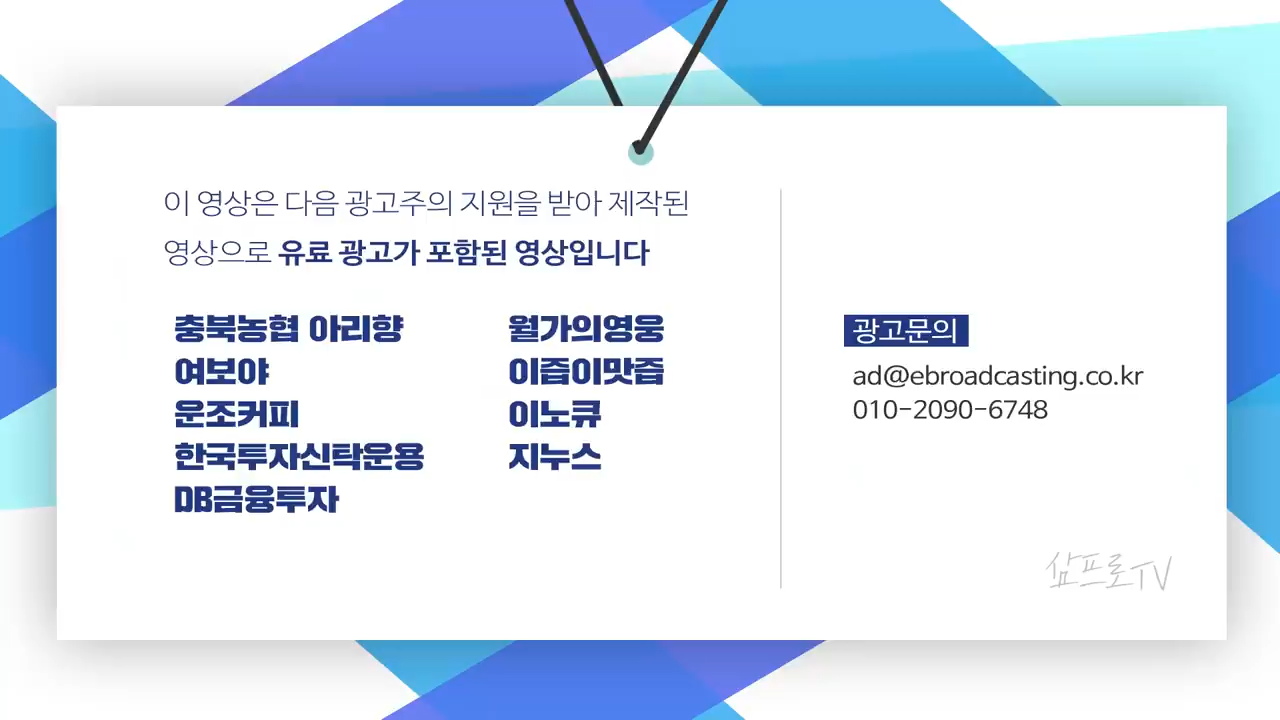 이 영상은 다음 광고주의 지원을 받아 제작된
영상으로 유료 광고가 포함된 영상입니다
충북농협 아리향
여보야
운조커피
한국투자신탁운용
DB금융투자
월가의영웅
이즙이맛즙
이노큐
지누스
광고문의
ad@ebroadcasting.co.kr
010-2090-6748
삼프로TV